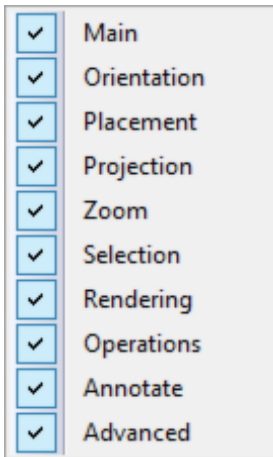 Main
Orientation
Placement
Projection
Zoom
Selection
Rendering
Operations
Annotate
Advanced